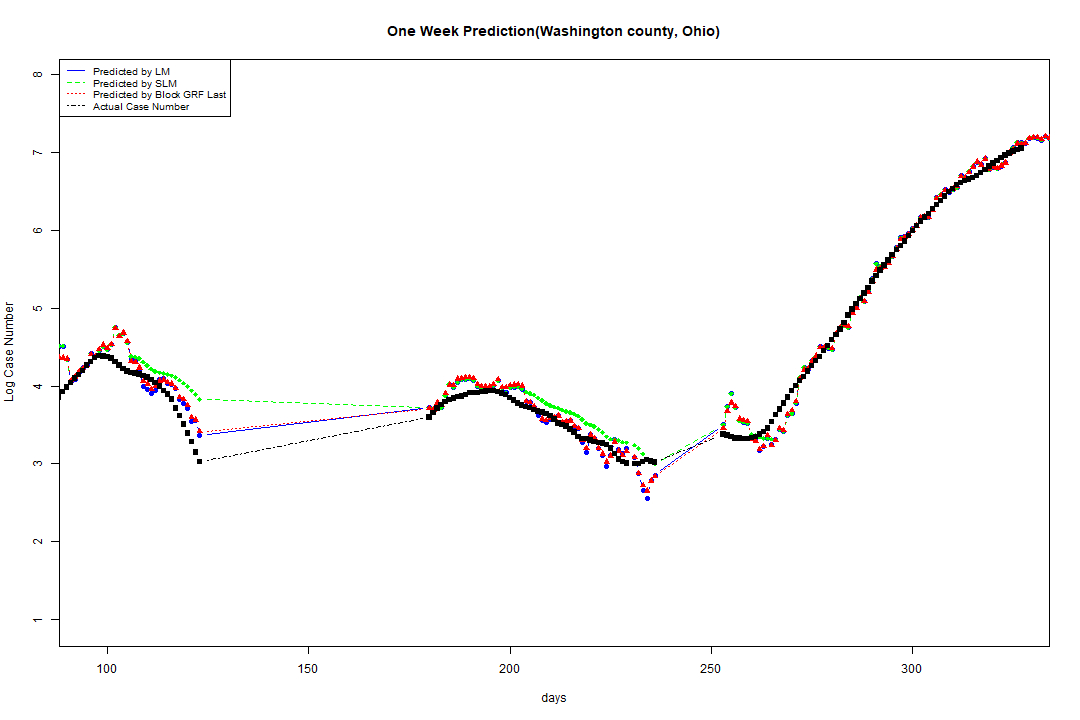 One Week Prediction(Washington county, Ohio)
Predicted by LM
Predicted by SLM
Predicted by Block GRF Last
Actual Case Number
8
7
6
5
4
3
2
1
Log Case Number
100 150 200 250 300
days